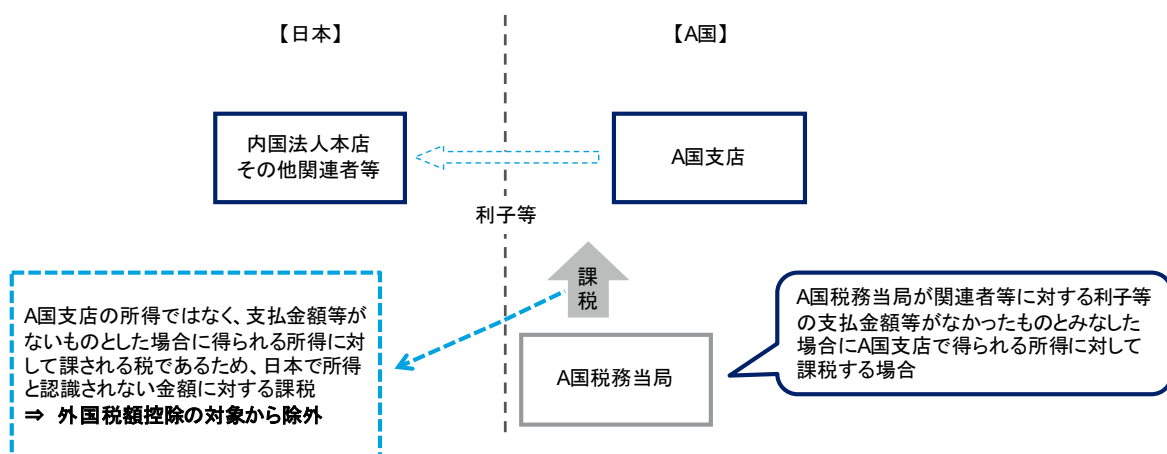 【日本】
【A国】
内国法人本店
その他関連者等
A国支店
利子等
課
税
A国支店の所得ではなく、支払金額等が
ないものとした場合に得られる所得に対
して課される税であるため、日本で所得
と認識されない金額に対する課税
⇒ 外国税額控除の対象から除外
A国税務当局
A国税務当局が関連者等に対する利子等
の支払金額等がなかったものとみなした
場合にA国支店で得られる所得に対して
課税する場合